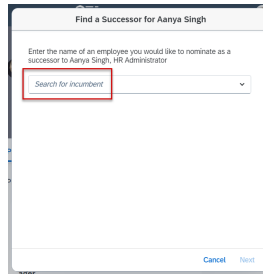 Find a Successor for Aanya Singh
Enter the name of an employee you would like to nominate as a
successor to Aanya Singh, HR Administrator
Search for incumbent
Cancel Next